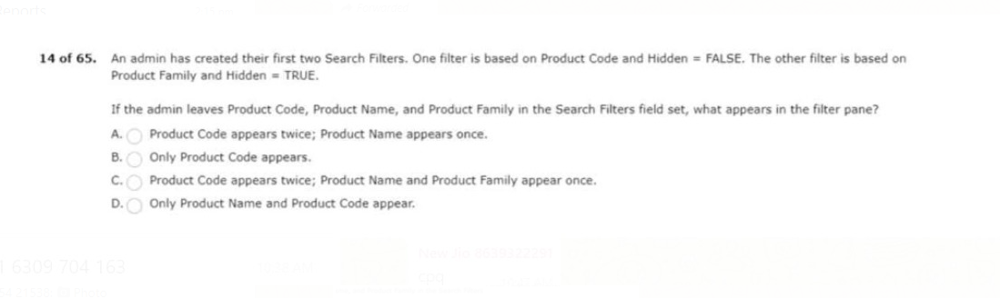 14 of 65. An admin has created their first two Search Filters. One filter is based on Product Code and Hidden = FALSE. The other filter is based on
Product Family and Hidden = TRUE.
If the admin leaves Product Code, Product Name, and Product Family in the Search Filters field set, what appears in the filter pane?
A. Product Code appears twice; Product Name appears once.
B. Only Product Code appears.
C. Product Code appears twice; Product Name and Product Family appear once.
D. Only Product Name and Product Code appear.
6309 704 163
cpq